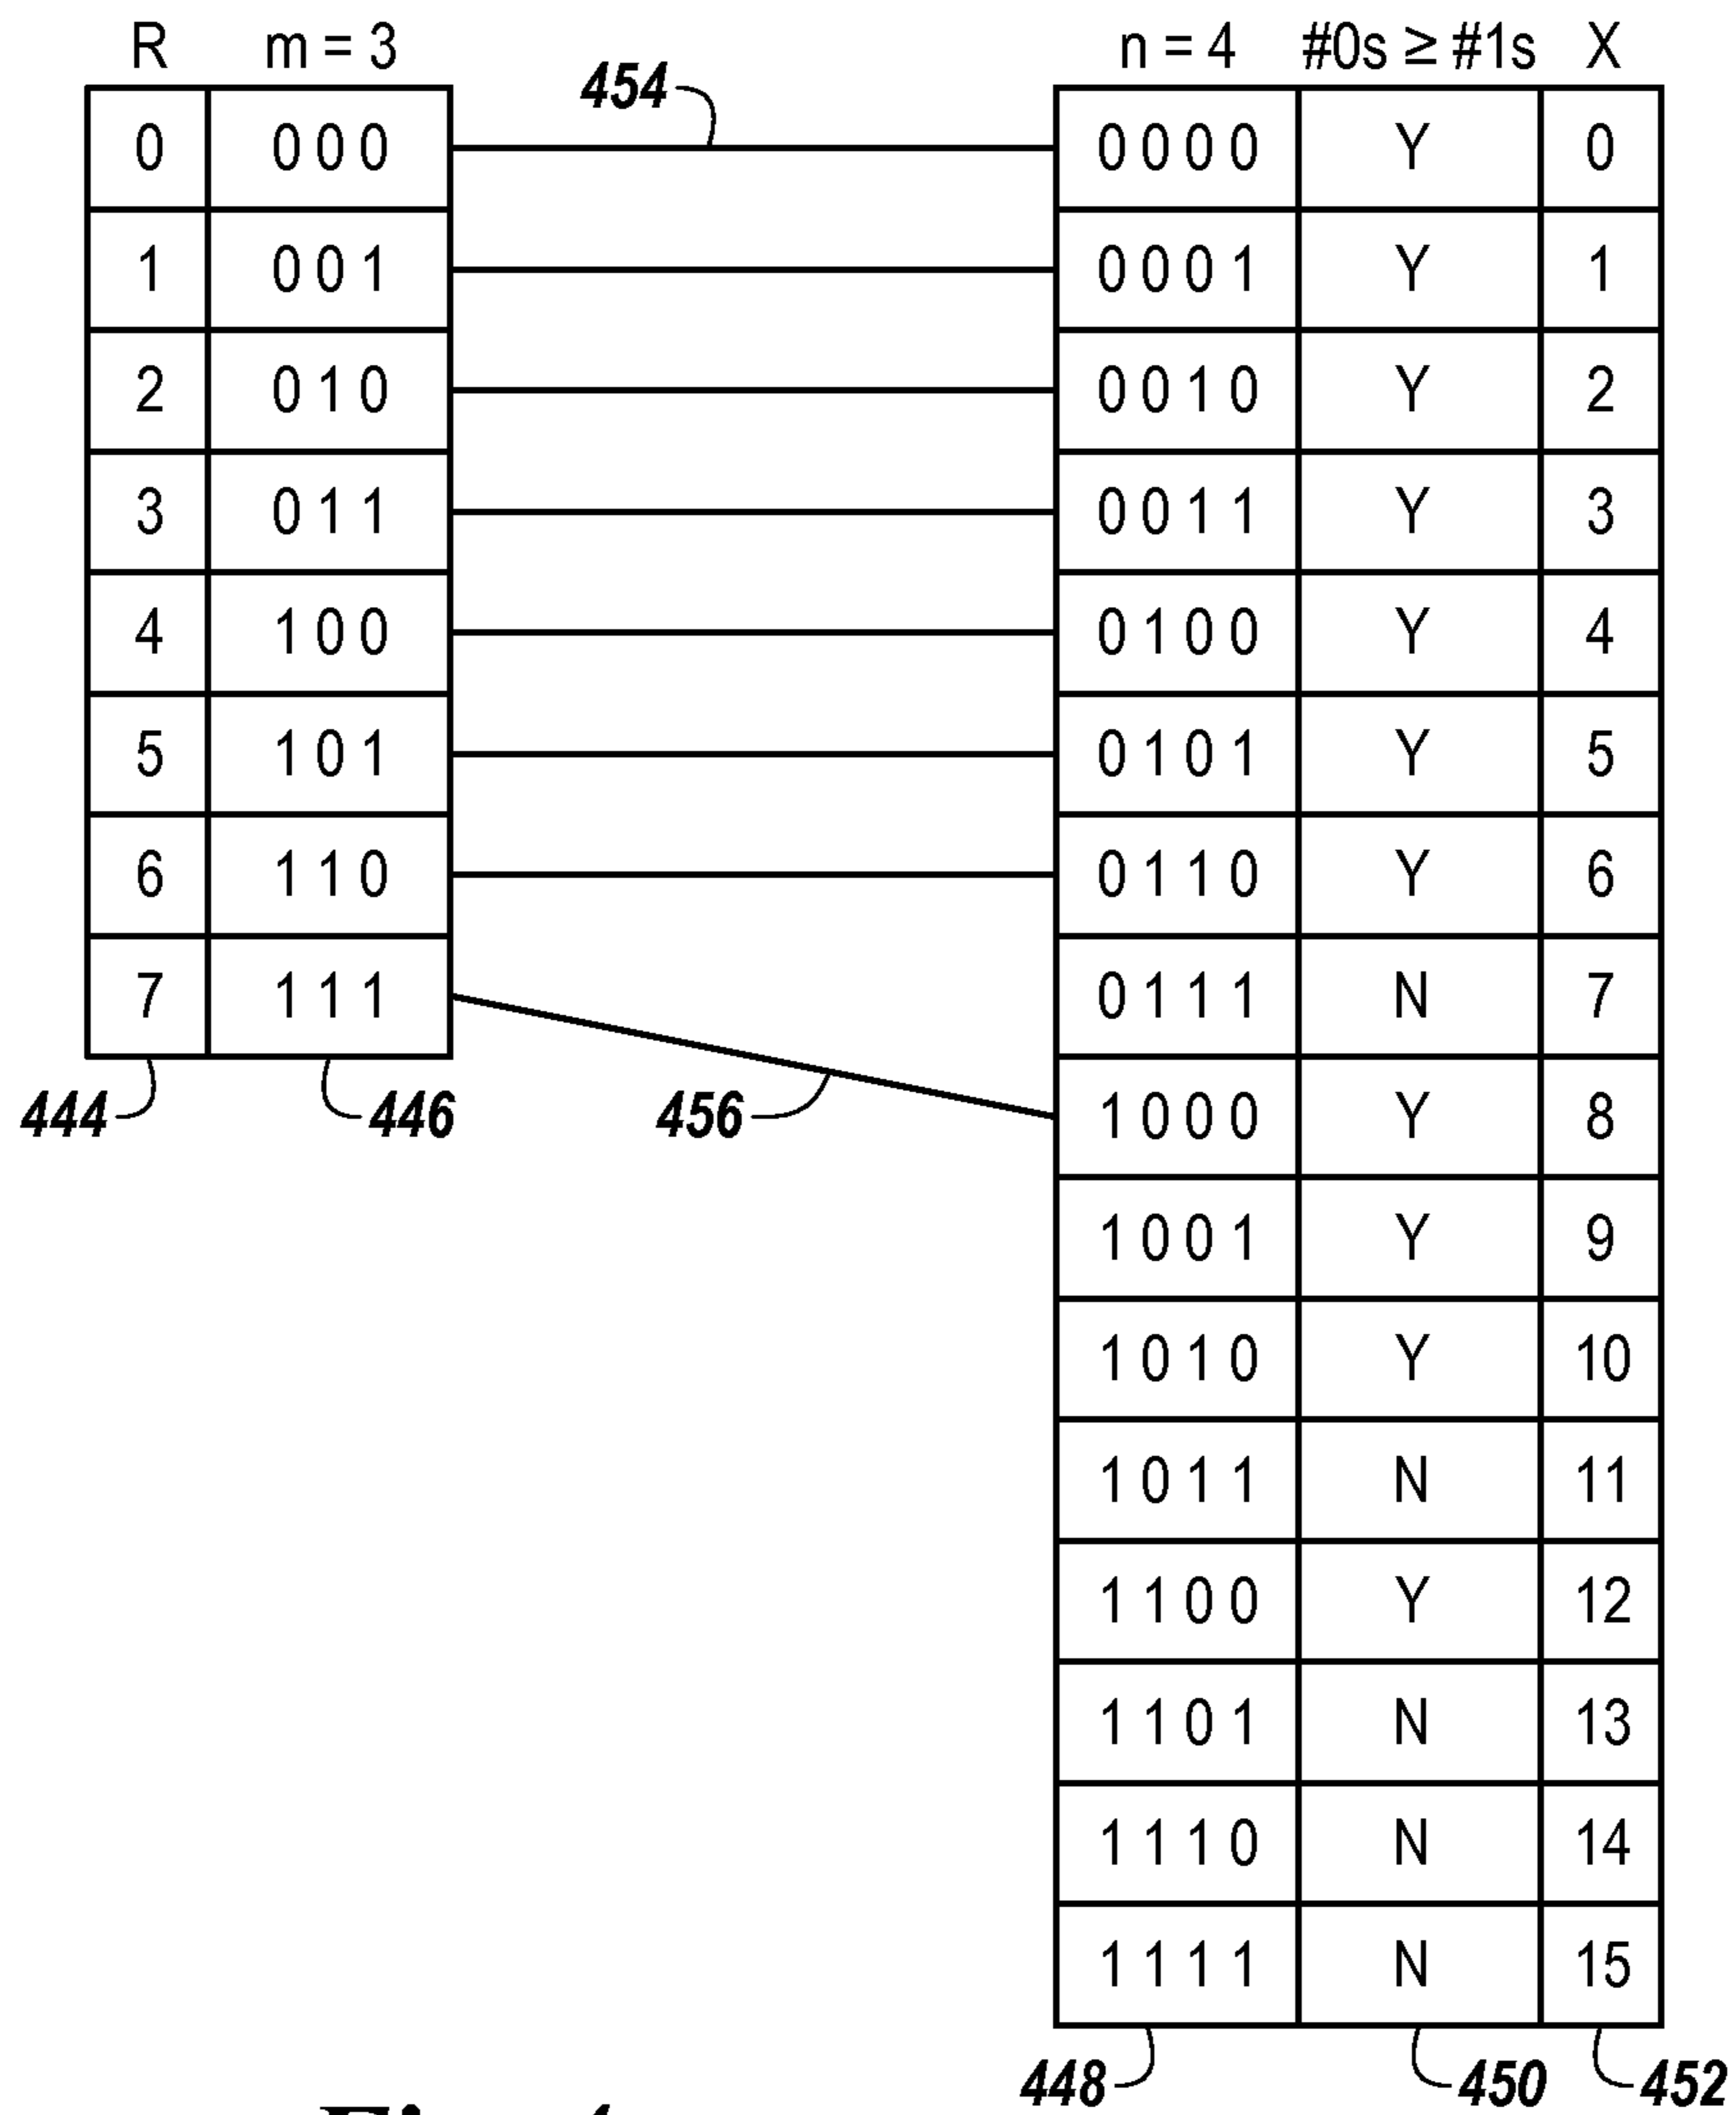 R m = 3 n = 4 #0s ≥ #1s X
454
0 0 0 0 0 0 0 0 Y 0
1 0 0 1 0 0 0 1 Y 1
2 0 1 0 0 0 1 0 Y 2
3 0 1 1 0 0 1 1 Y 3
4 1 0 0 0 1 0 0 Y 4
5 1 0 1 0 1 0 1 Y 5
6 1 1 0 0 1 1 0 Y 6
7 1 1 1 0 1 1 1 N 7
444 446 456 1 0 0 0 Y 8
1 0 0 1 Y 9
1 0 1 0 Y 10
1 0 1 1 N 11
1 1 0 0 Y 12
1 1 0 1 N 13
1 1 1 0 N 14
1 1 1 1 N 15
448 450 452